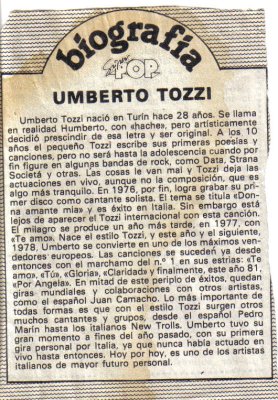 biografía
POP
UMBERTO TOZZI
Umberto Tozzi nació en Turín hace 28 años. Se llama
en realidad Humberto, con «hache», pero artísticamente
decidió prescindir de esa letra y ser original. A los 10
años el pequeño Tozzi escribe sus primeras poesías y
canciones, pero no será hasta la adolescencia cuando por
fin figure en algunas bandas de rock, como Data, Strana
Societá y otras. Las cosas le van mal y Tozzi deja las
actuaciones en vivo, aunque no la composición, que es
algo más tranquilo. En 1976, por fin, logra grabar su pri-
mer disco como cantante solista. El tema se titula «Don-
na amante mia» y es éxito en Italia. Sin embargo está
lejos de aparecer el Tozzi internacional con esta canción.
El milagro se produce un año más tarde, en 1977, con
«Te amo». Nace el estilo Tozzi, y este año y el siguiente,
1978, Umberto se convierte en uno de los máximos ven-
dedores europeos. Las canciones se suceden ya desde
entonces con el marchamo del n.º 1 en sus estrías: «Te
amo», «Tú», «Gloria», «Claridad» y finalmente, este año 81,
«Por Angela». En mitad de este periplo de éxitos, quedan
giras mundiales y colaboraciones con otros artistas,
como el español Juan Camacho. Lo más importante de
todas formas es que con el estilo Tozzi surgen otros
muchos cantantes y grupos, desde el español Pedro
Marín hasta los italianos New Trolls. Umberto tuvo su
gran momento a fines del año pasado, con su primera
gira personal por Italia, ya que nunca había actuado en
vivo hasta entonces. Hoy por hoy, es uno de los artistas
italianos de mayor futuro personal.